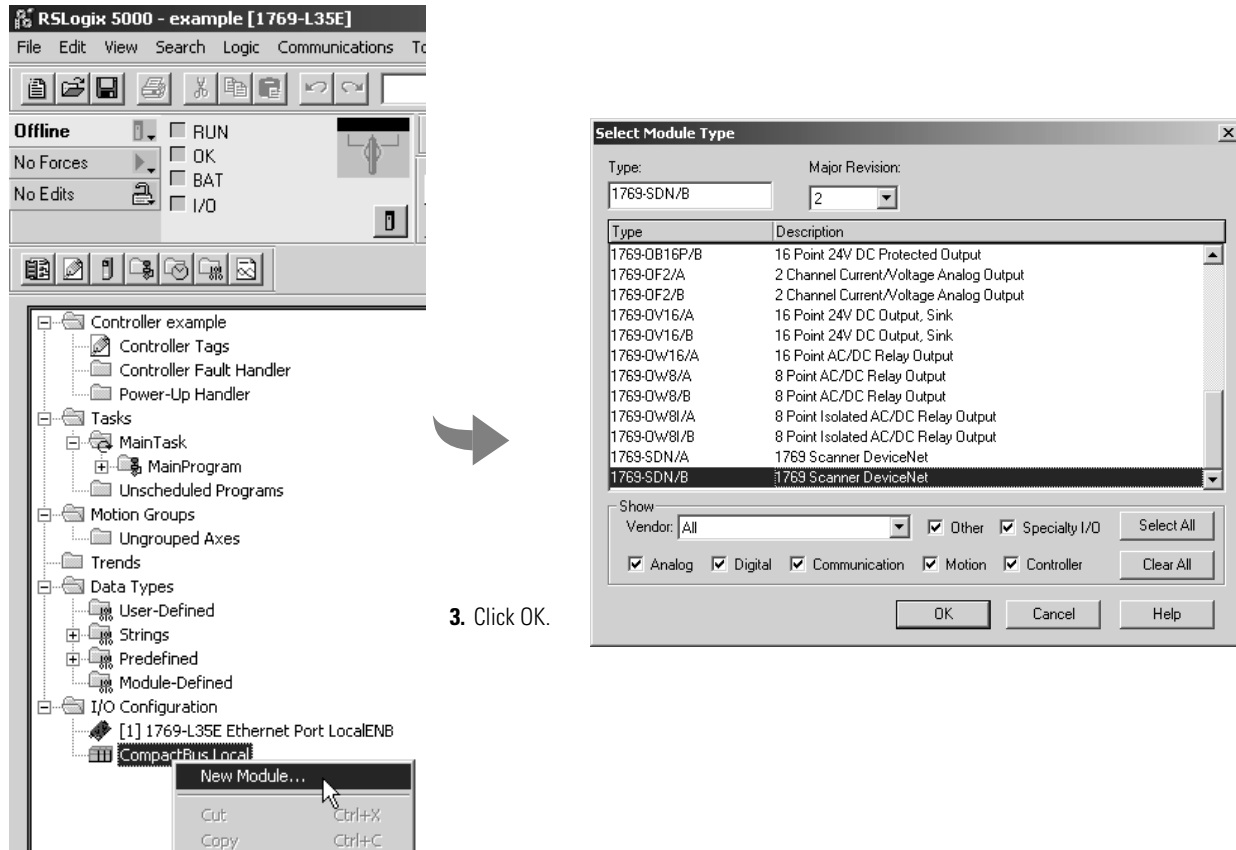 RSLogix 5000 - example [1769-L35E]
File Edit View Search Logic Communications To
Offline
RUN
No Forces
OK
BAT
No Edits
I/O
Controller example
Controller Tags
Controller Fault Handler
Power-Up Handler
Tasks
MainTask
MainProgram
Unscheduled Programs
Motion Groups
Ungrouped Axes
Trends
Data Types
User-Defined
Strings
Predefined
Module-Defined
I/O Configuration
[1] 1769-L35E Ethernet Port LocalENB
CompactBus Local
New Module...
Cut Ctrl+X
Copy Ctrl+C
3. Click OK.
Select Module Type
Type: Major Revision:
1769-SDN/B 2
Type Description
1769-OB16P/B 16 Point 24V DC Protected Output
1769-OF2/A 2 Channel Current/Voltage Analog Output
1769-OF2/B 2 Channel Current/Voltage Analog Output
1769-OV16/A 16 Point 24V DC Output, Sink
1769-OV16/B 16 Point 24V DC Output, Sink
1769-OW16/A 16 Point AC/DC Relay Output
1769-OW8/A 8 Point AC/DC Relay Output
1769-OW8/B 8 Point AC/DC Relay Output
1769-OW8I/A 8 Point Isolated AC/DC Relay Output
1769-OW8I/B 8 Point Isolated AC/DC Relay Output
1769-SDN/A 1769 Scanner DeviceNet
1769-SDN/B 1769 Scanner DeviceNet
Show
Vendor: All Other Specialty I/O Select All
Analog Digital Communication Motion Controller Clear All
OK Cancel Help